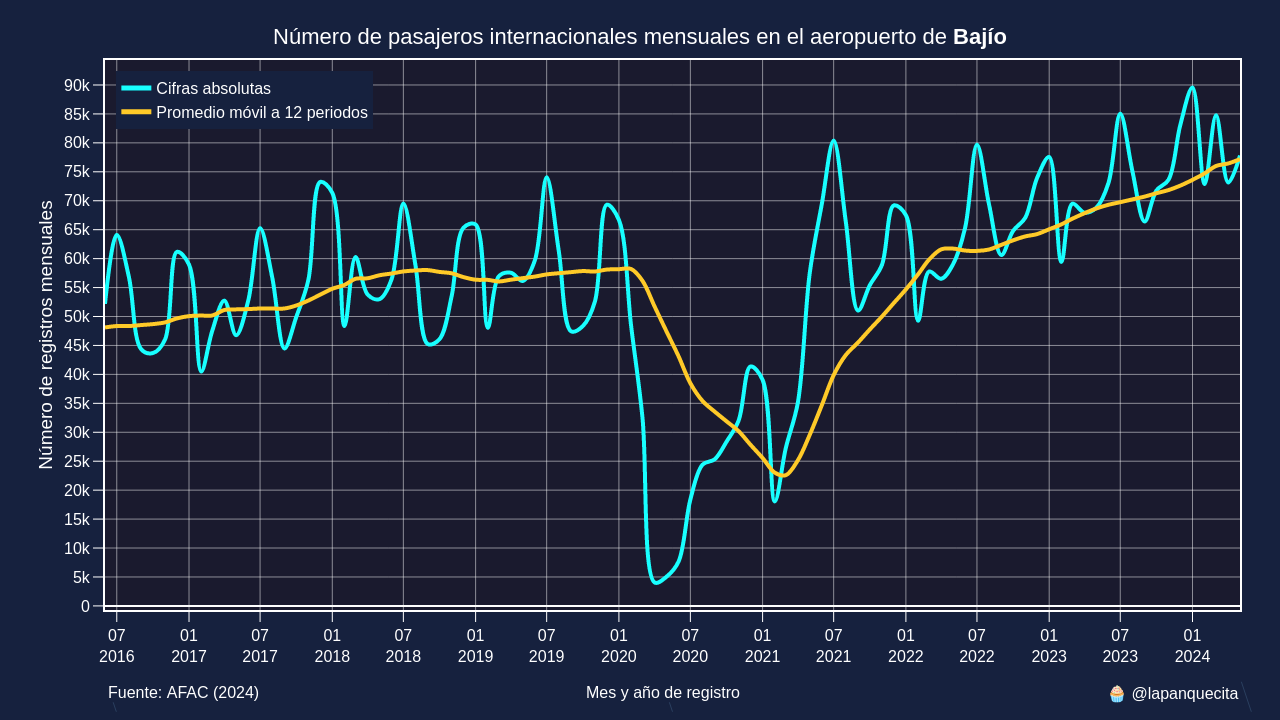 Número de pasajeros internacionales mensuales en el aeropuerto de Bajío
Cifras absolutas
Promedio móvil a 12 periodos
Número de registros mensuales
90k
85k
80k
75k
70k
65k
60k
55k
50k
45k
40k
35k
30k
25k
20k
15k
10k
5k
0
07 01 07 01 07 01 07 01 07 01 07 01 07 01 07 01
2016 2017 2017 2018 2018 2019 2019 2020 2020 2021 2021 2022 2022 2023 2023 2024
Fuente: AFAC (2024) Mes y año de registro 🧁 @lapanquecita